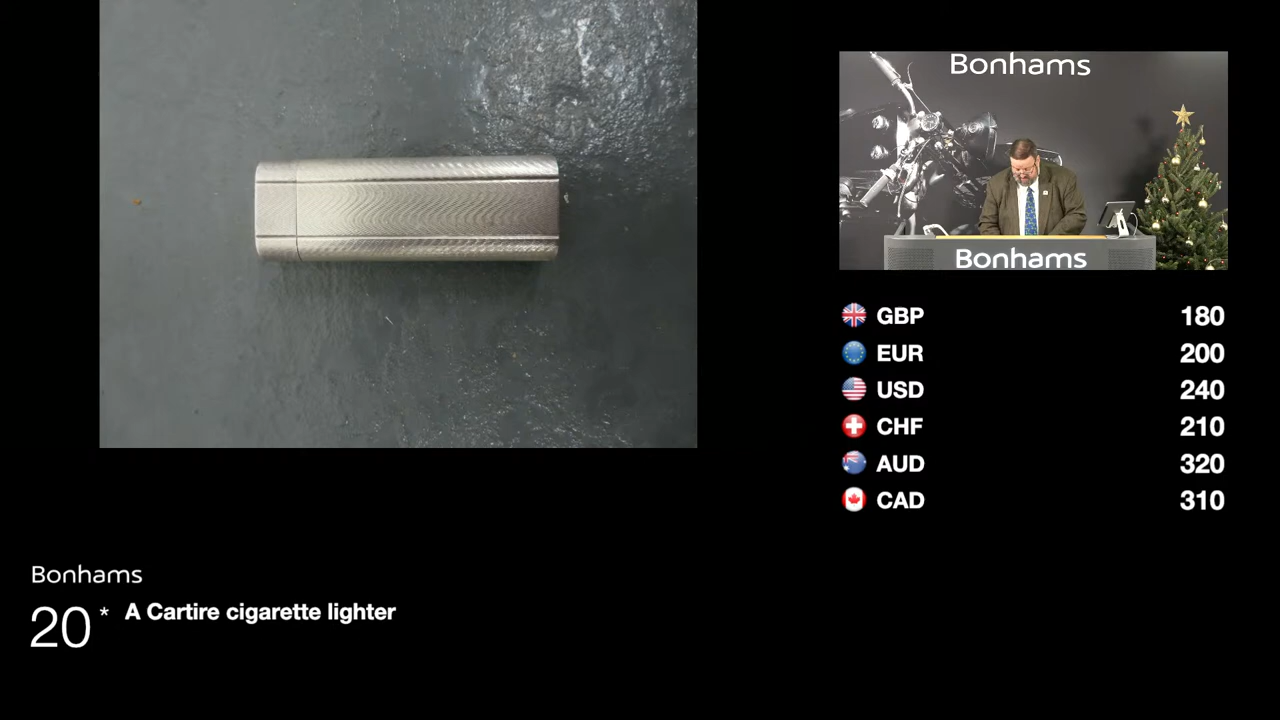 Bonhams
Bonhams
GBP 180
EUR 200
USD 240
CHF 210
AUD 320
CAD 310
Bonhams
20 * A Cartire cigarette lighter